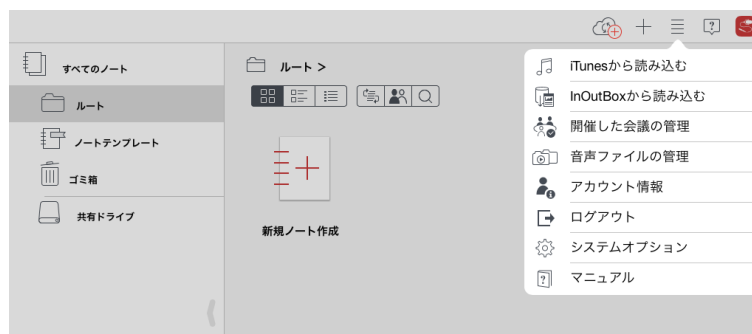 すべてのノート
ルート
ノートテンプレート
ゴミ箱
共有ドライブ
ルート >
新規ノート作成
iTunesから読み込む
InOutBoxから読み込む
開催した会議の管理
音声ファイルの管理
アカウント情報
ログアウト
システムオプション
マニュアル